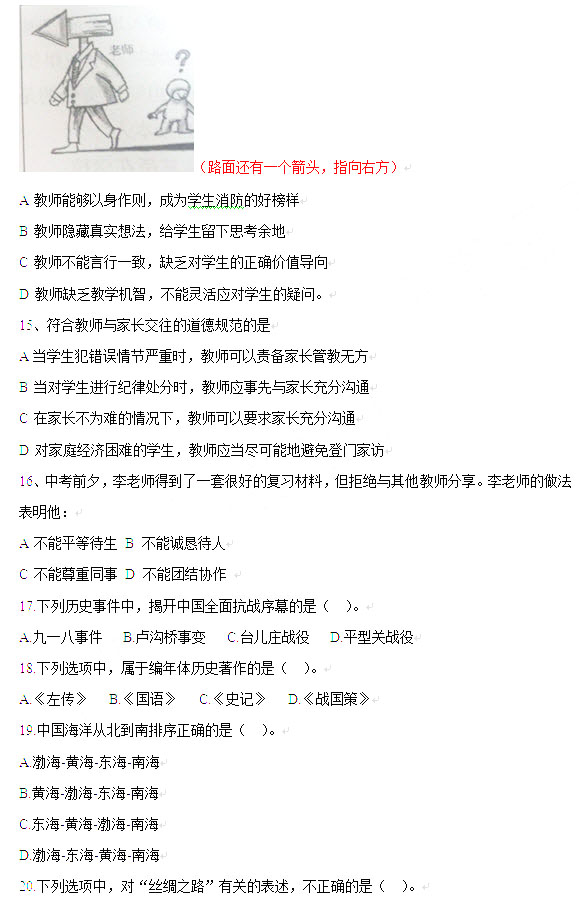 老师
?
（路面还有一个箭头，指向右方）
A 教师能够以身作则，成为学生消防的好榜样
B 教师隐藏真实想法，给学生留下思考余地
C 教师不能言行一致，缺乏对学生的正确价值导向
D 教师缺乏教学机智，不能灵活应对学生的疑问。
15、符合教师与家长交往的道德规范的是
A 当学生犯错误情节严重时，教师可以责备家长管教无方
B 当对学生进行纪律处分时，教师应事先与家长充分沟通
C 在家长不为难的情况下，教师可以要求家长充分沟通
D 对家庭经济困难的学生，教师应当尽可能地避免登门家访
16、中考前夕，李老师得到了一套很好的复习材料，但拒绝与其他教师分享。李老师的做法
表明他：
A 不能平等待生 B 不能诚恳待人
C 不能尊重同事 D 不能团结协作
17.下列历史事件中，揭开中国全面抗战序幕的是（ ）。
A.九一八事件 B.卢沟桥事变 C.台儿庄战役 D.平型关战役
18.下列选项中，属于编年体历史著作的是（ ）。
A.《左传》 B.《国语》 C.《史记》 D.《战国策》
19.中国海洋从北到南排序正确的是（ ）。
A.渤海-黄海-东海-南海
B.黄海-渤海-东海-南海
C.东海-黄海-渤海-南海
D.渤海-东海-黄海-南海
20.下列选项中，对“丝绸之路”有关的表述，不正确的是（ ）。